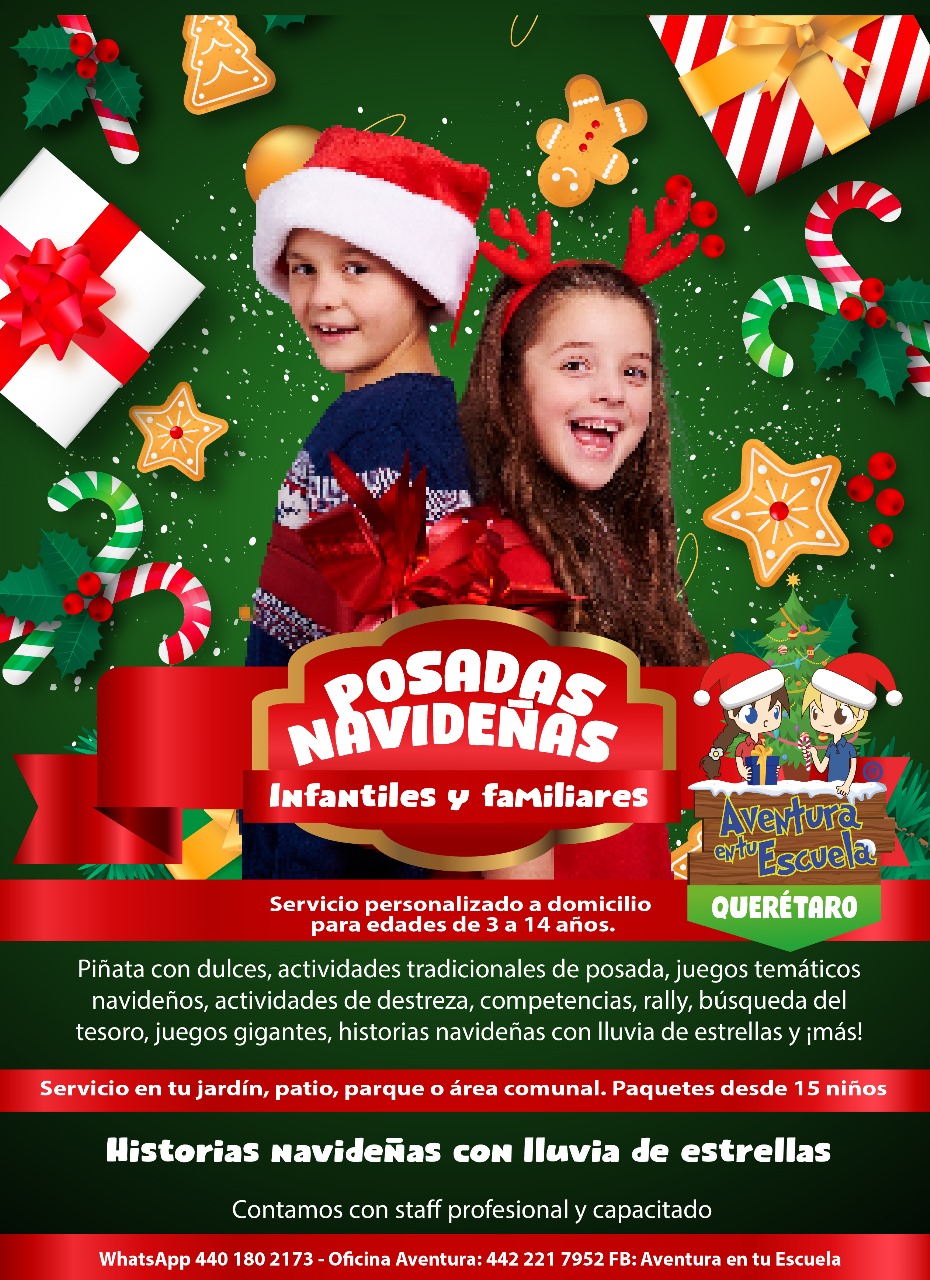 POSADAS
NAVIDEÑAS
Infantiles y familiares
Aventura
en tu
Escuela
QUERÉTARO
Servicio personalizado a domicilio
para edades de 3 a 14 años.
Piñata con dulces, actividades tradicionales de posada, juegos temáticos
navideños, actividades de destreza, competencias, rally, búsqueda del
tesoro, juegos gigantes, historias navideñas con lluvia de estrellas y ¡más!
Servicio en tu jardín, patio, parque o área comunal. Paquetes desde 15 niños
Historias navideñas con lluvia de estrellas
Contamos con staff profesional y capacitado
WhatsApp 440 180 2173 - Oficina Aventura: 442 221 7952 FB: Aventura en tu Escuela